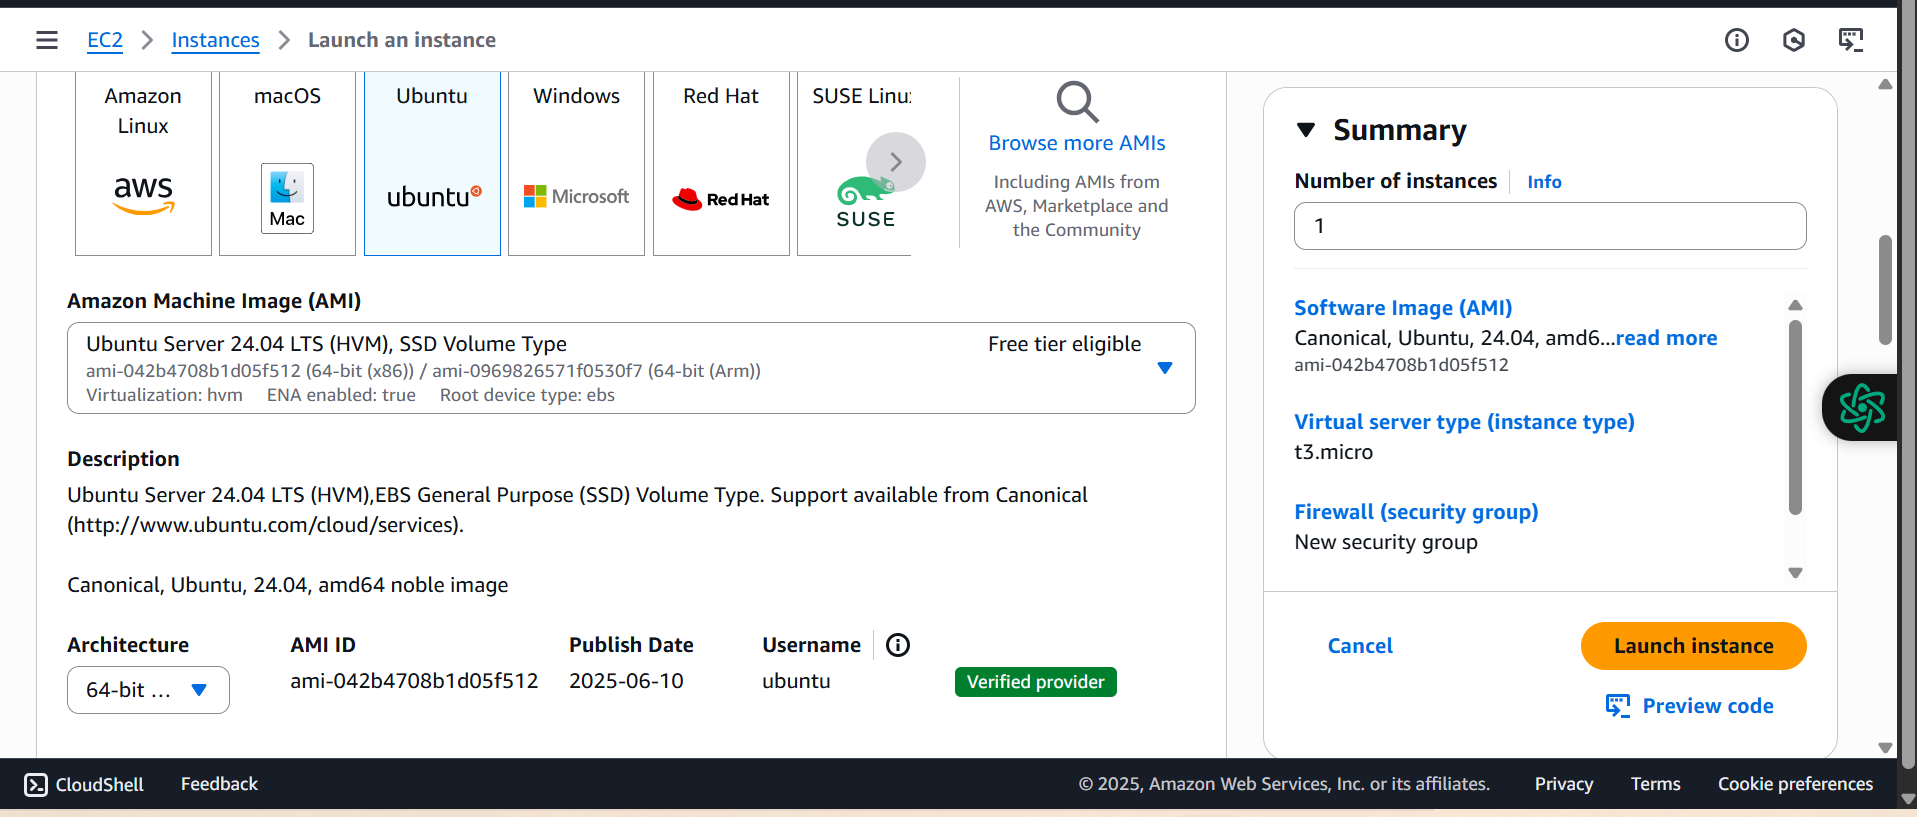 EC2 > Instances > Launch an instance
Amazon
Linux
aws
macOS
Mac
Ubuntu
ubuntu
Windows
Microsoft
Red Hat
Red Hat
SUSE Linu
SUSE
Browse more AMIs
Including AMIs from
AWS, Marketplace and
the Community
Amazon Machine Image (AMI)
Ubuntu Server 24.04 LTS (HVM), SSD Volume Type
Free tier eligible
ami-042b4708b1d05f512 (64-bit (x86)) / ami-0969826571f0530f7 (64-bit (Arm))
Virtualization: hvm ENA enabled: true Root device type: ebs
Description
Ubuntu Server 24.04 LTS (HVM),EBS General Purpose (SSD) Volume Type. Support available from Canonical
(http://www.ubuntu.com/cloud/services).
Canonical, Ubuntu, 24.04, amd64 noble image
Architecture
64-bit ...
AMI ID
ami-042b4708b1d05f512
Publish Date
2025-06-10
Username
ubuntu
Verified provider
Summary
Number of instances Info
1
Software Image (AMI)
Canonical, Ubuntu, 24.04, amd6...read more
ami-042b4708b1d05f512
Virtual server type (instance type)
t3.micro
Firewall (security group)
New security group
Cancel
Launch instance
Preview code
CloudShell Feedback
© 2025, Amazon Web Services, Inc. or its affiliates. Privacy Terms Cookie preferences